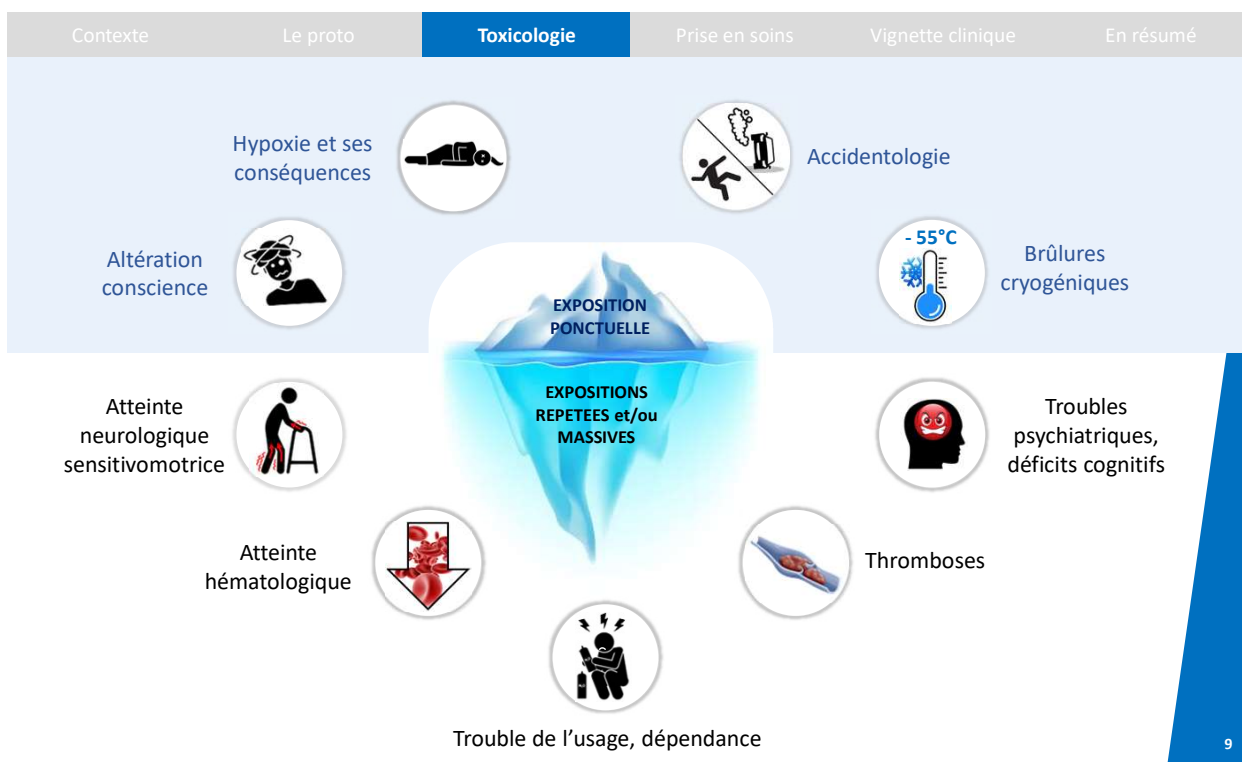 Contexte
Le proto
Toxicologie
Prise en soins
Vignette clinique
En résumé
Hypoxie et ses
conséquences
Accidentologie
Altération
conscience
- 55°C
Brûlures
cryogéniques
EXPOSITION
PONCTUELLE
EXPOSITIONS
REPETEES et/ou
MASSIVES
Atteinte
neurologique
sensitivomotrice
Troubles
psychiatriques,
déficits cognitifs
Atteinte
hématologique
Thromboses
Trouble de l’usage, dépendance
9